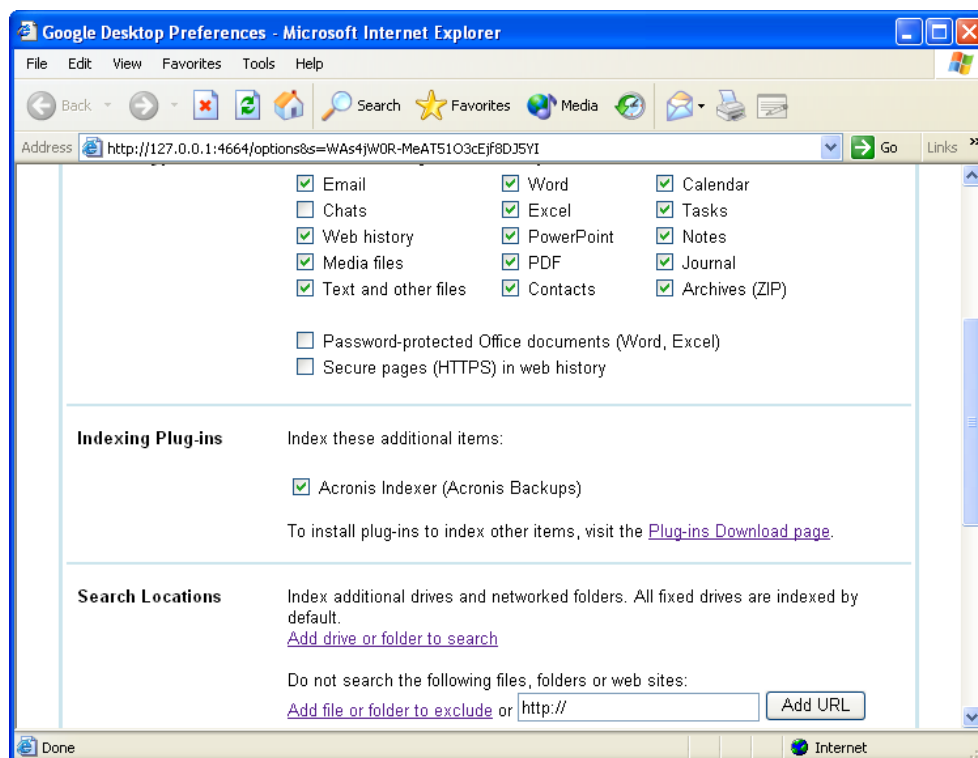 Google Desktop Preferences - Microsoft Internet Explorer
File Edit View Favorites Tools Help
Back Search Favorites Media
Address http://127.0.0.1:4664/options&s=WAs4jW0R-MeAT51O3cEjf8DJ5YI Go Links »
Email Word Calendar
Chats Excel Tasks
Web history PowerPoint Notes
Media files PDF Journal
Text and other files Contacts Archives (ZIP)
Password-protected Office documents (Word, Excel)
Secure pages (HTTPS) in web history
Indexing Plug-ins Index these additional items:
Acronis Indexer (Acronis Backups)
To install plug-ins to index other items, visit the Plug-ins Download page.
Search Locations Index additional drives and networked folders. All fixed drives are indexed by
default.
Add drive or folder to search
Do not search the following files, folders or web sites:
Add file or folder to exclude or http:// Add URL
Done Internet